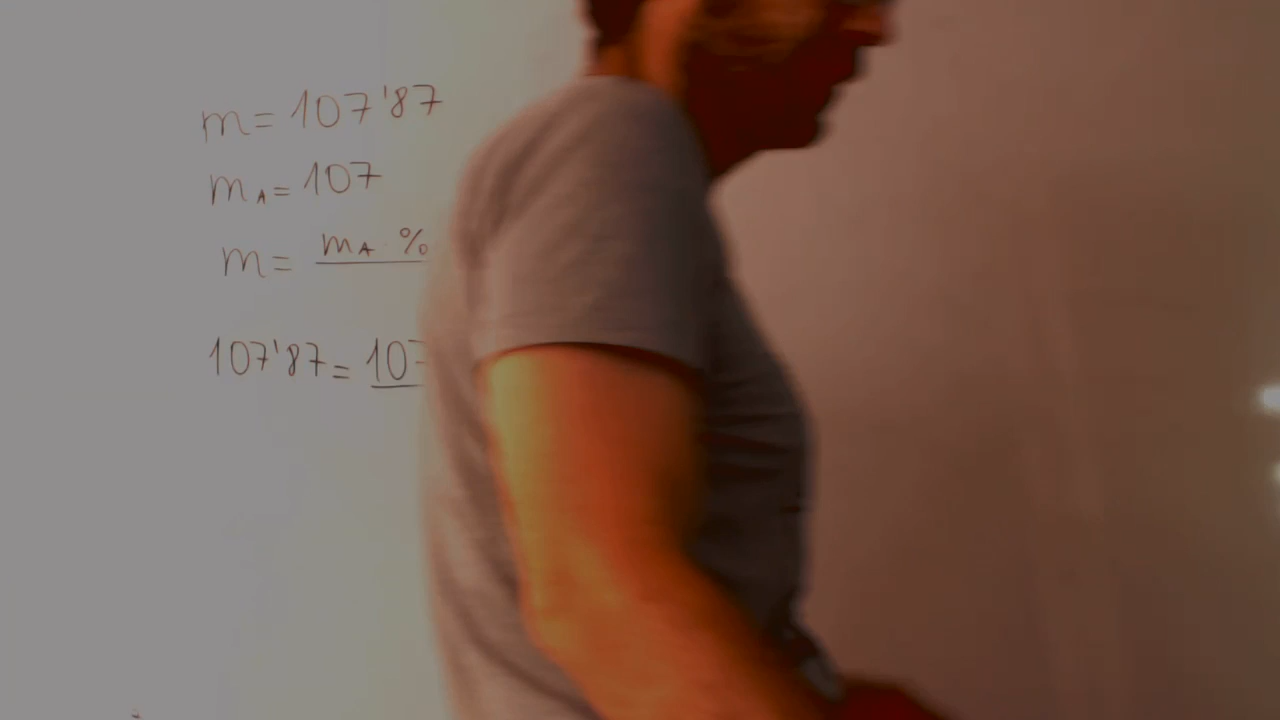 m = 107'87
mA = 107
m = mA %
107'87 = 10